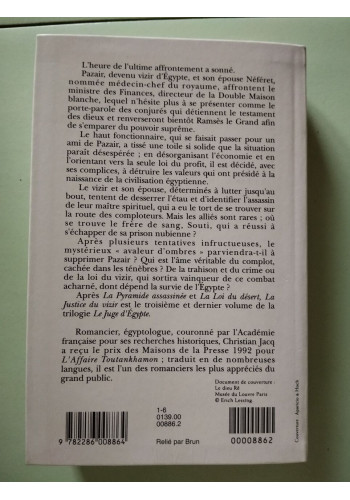 L'heure de l'ultime affrontement a sonné.
Pazair, devenu vizir d'Égypte, et son épouse Néféret,
nommée médecin-chef du royaume, affrontent le
ministre des Finances, directeur de la Double Maison
blanche, lequel n'hésite plus à se présenter comme le
porte-parole des conjurés qui détiennent le testament
des dieux et renverseront bientôt Ramsès le Grand afin
de s'emparer du pouvoir suprême.
Le haut fonctionnaire, qui se faisait passer pour un
ami de Pazair, a tissé une toile si solide que la situation
paraît désespérée ; en désorganisant l'économie et en
l'orientant vers la seule loi du profit, il est décidé, avec
ses complices, à détruire les valeurs qui ont présidé à la
naissance de la civilisation égyptienne.
Le vizir et son épouse, déterminés à lutter jusqu'au
bout, tentent de desserrer l'étau et d'identifier l'assassin
de leur maître spirituel, qui a eu le tort de se trouver sur
la route des comploteurs. Mais les alliés sont rares ; où
se trouve le frère de sang, Souti, qui a réussi à
s'échapper de sa prison nubienne ?
Après plusieurs tentatives infructueuses, le
mystérieux « avaleur d'ombres » parviendra-t-il à
supprimer Pazair ? Qui est l'âme véritable du complot,
cachée dans les ténèbres ? De la trahison et du crime ou
de la loi du vizir, qui sortira vainqueur de ce combat
acharné, dont dépend la survie de l'Égypte ?
Après La Pyramide assassinée et La Loi du désert, La
Justice du vizir est le troisième et dernier volume de la
trilogie Le Juge d'Égypte.
Romancier, égyptologue, couronné par l'Académie
française pour ses recherches historiques, Christian Jacq
a reçu le prix des Maisons de la Presse 1992 pour
L'Affaire Toutankhamon ; traduit en de nombreuses
langues, il est l'un des romanciers les plus appréciés du
grand public.
Document de couverture :
Le dieu Rê
Musée du Louvre Paris
© Erich Lessing
1-6
0139.00
00886.2
9 782286 008864
Relié par Brun
00008862